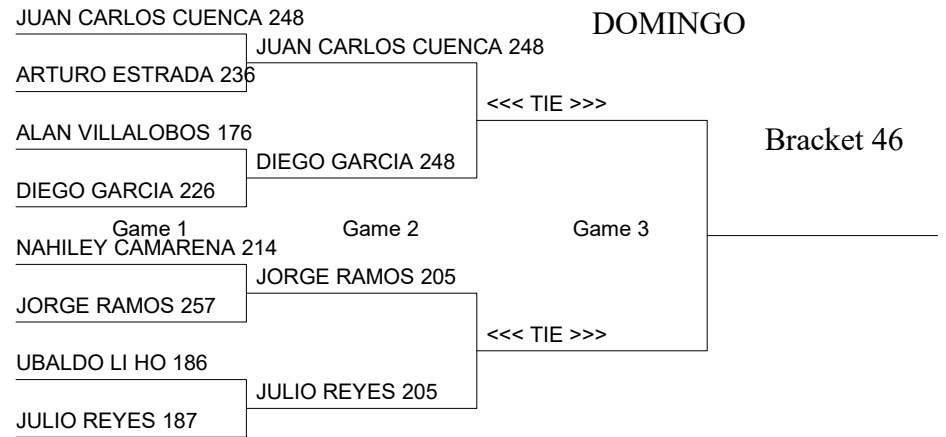 JUAN CARLOS CUENCA 248
DOMINGO
JUAN CARLOS CUENCA 248
ARTURO ESTRADA 236
<<< TIE >>>
ALAN VILLALOBOS 176
Bracket 46
DIEGO GARCIA 248
DIEGO GARCIA 226
Game 1
Game 2
Game 3
NAHILEY CAMARENA 214
JORGE RAMOS 205
JORGE RAMOS 257
<<< TIE >>>
UBALDO LI HO 186
JULIO REYES 205
JULIO REYES 187